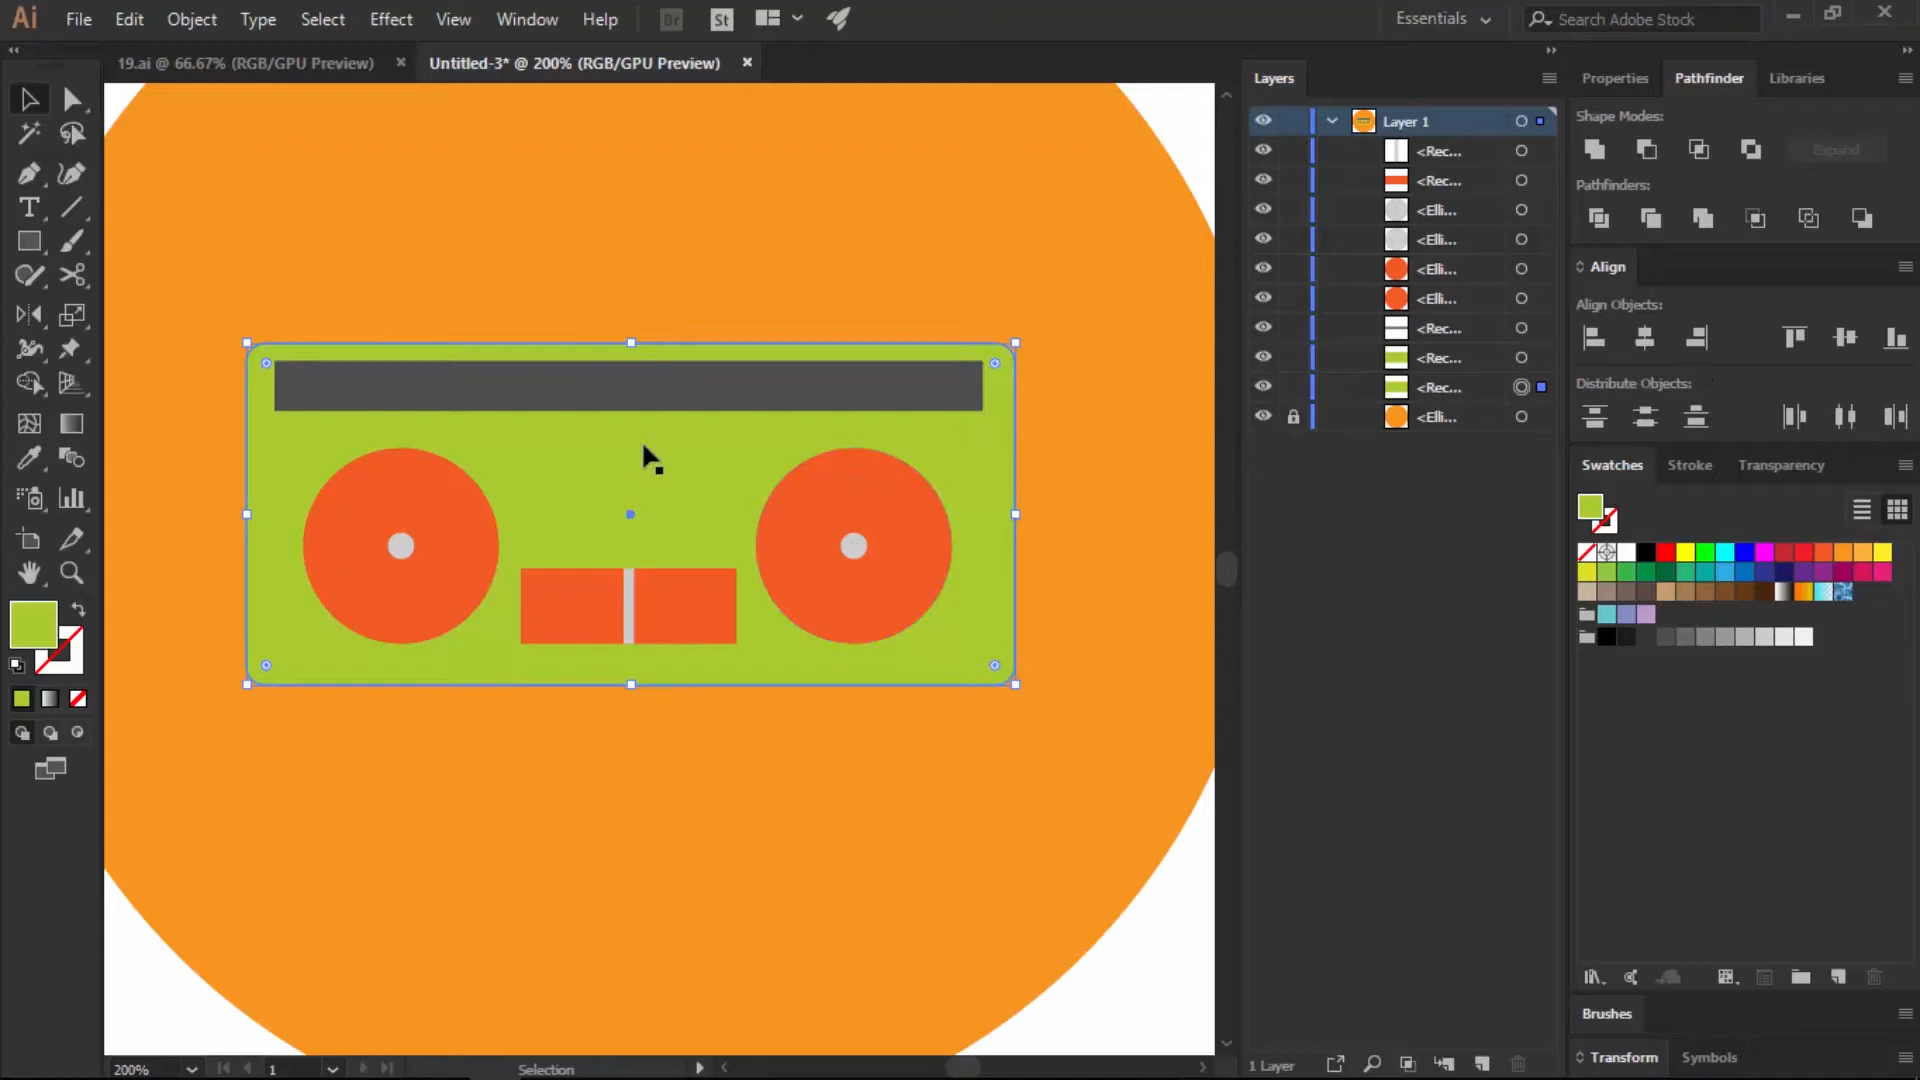 Ai File Edit Object Type Select Effect View Window Help Br St Essentials Search Adobe Stock
19.ai @ 66.67% (RGB/GPU Preview) × Untitled-3* @ 200% (RGB/GPU Preview) ×
Layers
Layer 1
<Rec...
<Rec...
<Elli...
<Elli...
<Elli...
<Elli...
<Rec...
<Rec...
<Rec...
<Elli...
1 Layer
Properties Pathfinder Libraries
Shape Modes:
Expand
Pathfinders:
Align
Align Objects:
Distribute Objects:
Swatches Stroke Transparency
Brushes
Transform Symbols
200% 1 Selection